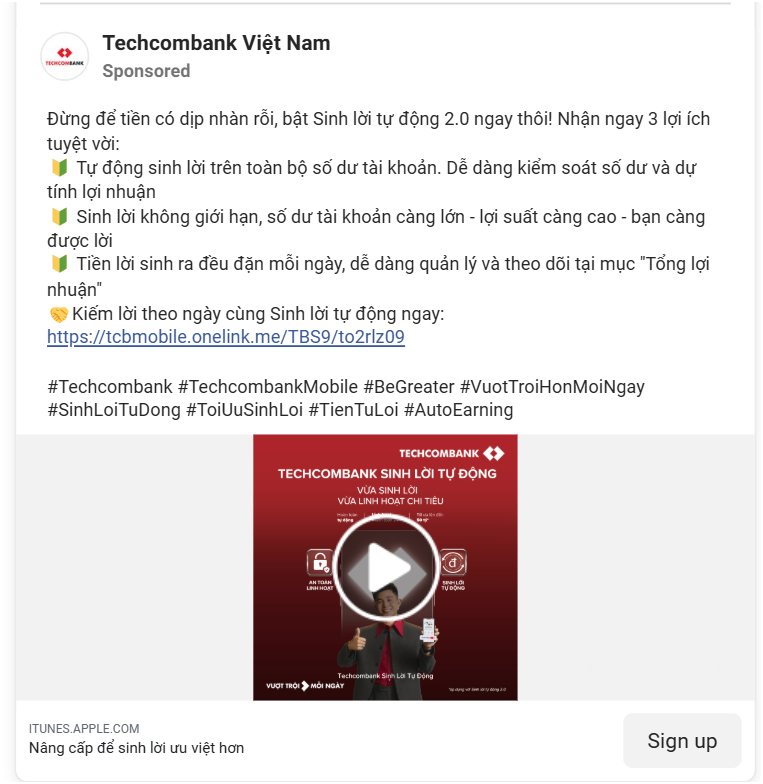 TECHCOMBANK
Techcombank Việt Nam
Sponsored
Đừng để tiền có dịp nhàn rỗi, bật Sinh lời tự động 2.0 ngay thôi! Nhận ngay 3 lợi ích
tuyệt vời:
🔰 Tự động sinh lời trên toàn bộ số dư tài khoản. Dễ dàng kiểm soát số dư và dự
tính lợi nhuận
🔰 Sinh lời không giới hạn, số dư tài khoản càng lớn - lợi suất càng cao - bạn càng
được lời
🔰 Tiền lời sinh ra đều đặn mỗi ngày, dễ dàng quản lý và theo dõi tại mục "Tổng lợi
nhuận"
🤝Kiếm lời theo ngày cùng Sinh lời tự động ngay:
https://tcbmobile.onelink.me/TBS9/to2rlz09
#Techcombank #TechcombankMobile #BeGreater #VuotTroiHonMoiNgay
#SinhLoiTuDong #ToiUuSinhLoi #TienTuLoi #AutoEarning
TECHCOMBANK
TECHCOMBANK SINH LỜI TỰ ĐỘNG
VỪA SINH LỜI
VỪA LINH HOẠT CHI TIÊU
AN TOÀN
LINH HOẠT
SINH LỜI
TỰ ĐỘNG
Techcombank Sinh Lời Tự Động
VƯỢT TRỘI MỖI NGÀY
ITUNES.APPLE.COM
Nâng cấp để sinh lời ưu việt hơn
Sign up